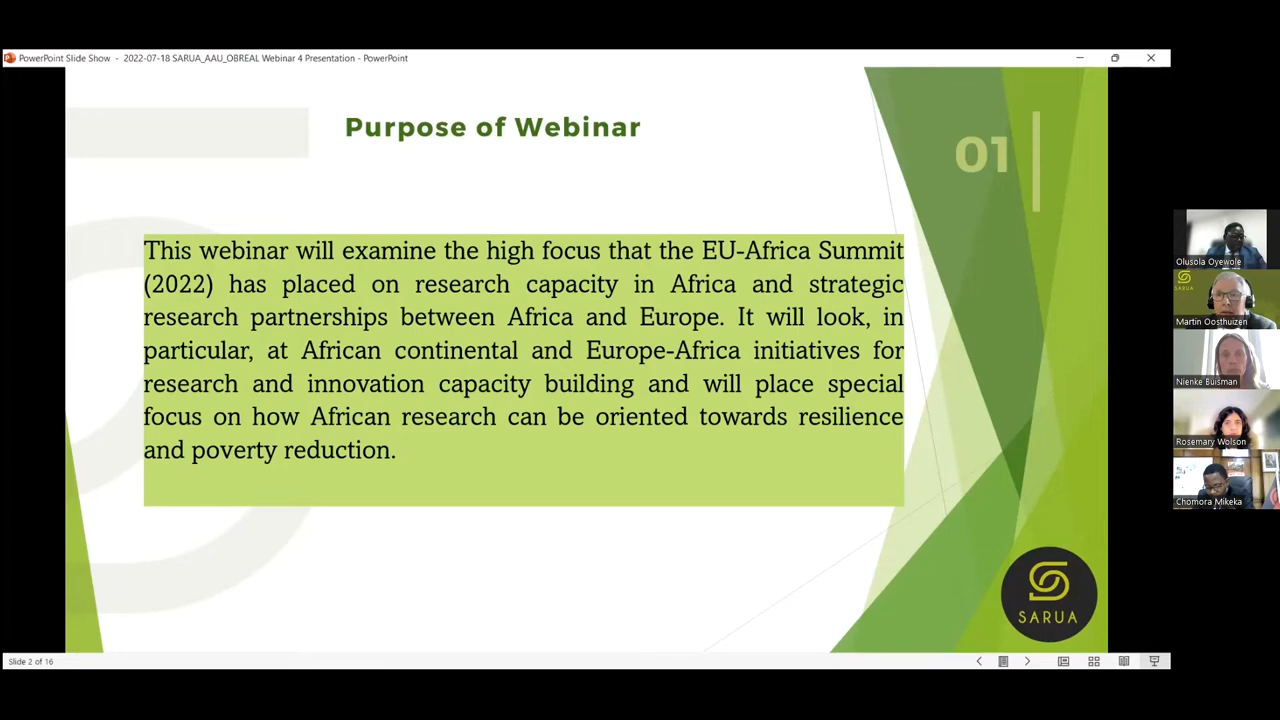 PowerPoint Slide Show - 2022-07-18 SARUA_AAU_OBREAL Webinar 4 Presentation - PowerPoint
Purpose of Webinar
01
This webinar will examine the high focus that the EU-Africa Summit
(2022) has placed on research capacity in Africa and strategic
research partnerships between Africa and Europe. It will look, in
particular, at African continental and Europe-Africa initiatives for
research and innovation capacity building and will place special
focus on how African research can be oriented towards resilience
and poverty reduction.
SARUA
Slide 2 of 16
Olusola Oyewole
SARUA
Martin Oosthuizen
Nienke Buisman
Rosemary Wolson
Chomora Mikeka